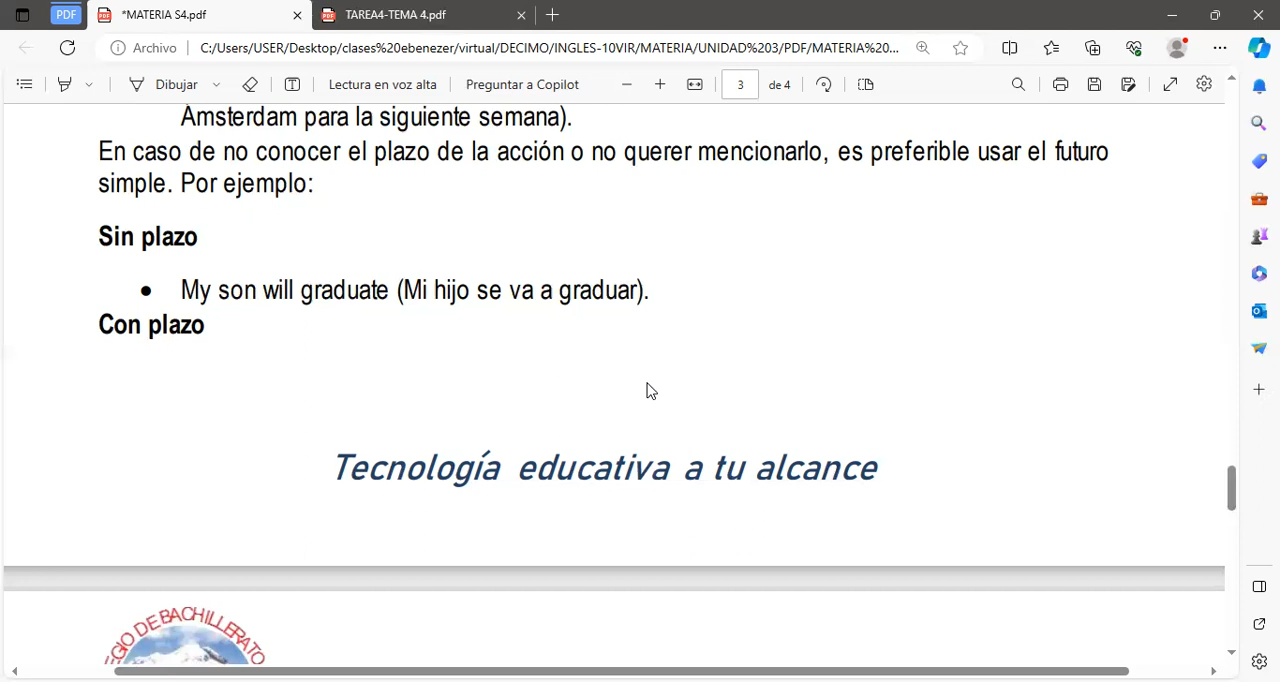 PDF
*MATERIA S4.pdf
TAREA4-TEMA 4.pdf
Archivo
C:/Users/USER/Desktop/clases%20ebenezer/virtual/DECIMO/INGLES-10VIR/MATERIA/UNIDAD%203/PDF/MATERIA%20...
Dibujar
Lectura en voz alta
Preguntar a Copilot
3
de 4
Amsterdam para la siguiente semana).
En caso de no conocer el plazo de la acción o no querer mencionarlo, es preferible usar el futuro
simple. Por ejemplo:
Sin plazo
• My son will graduate (Mi hijo se va a graduar).
Con plazo
Tecnología educativa a tu alcance
EGIO DE BACHILLERATO